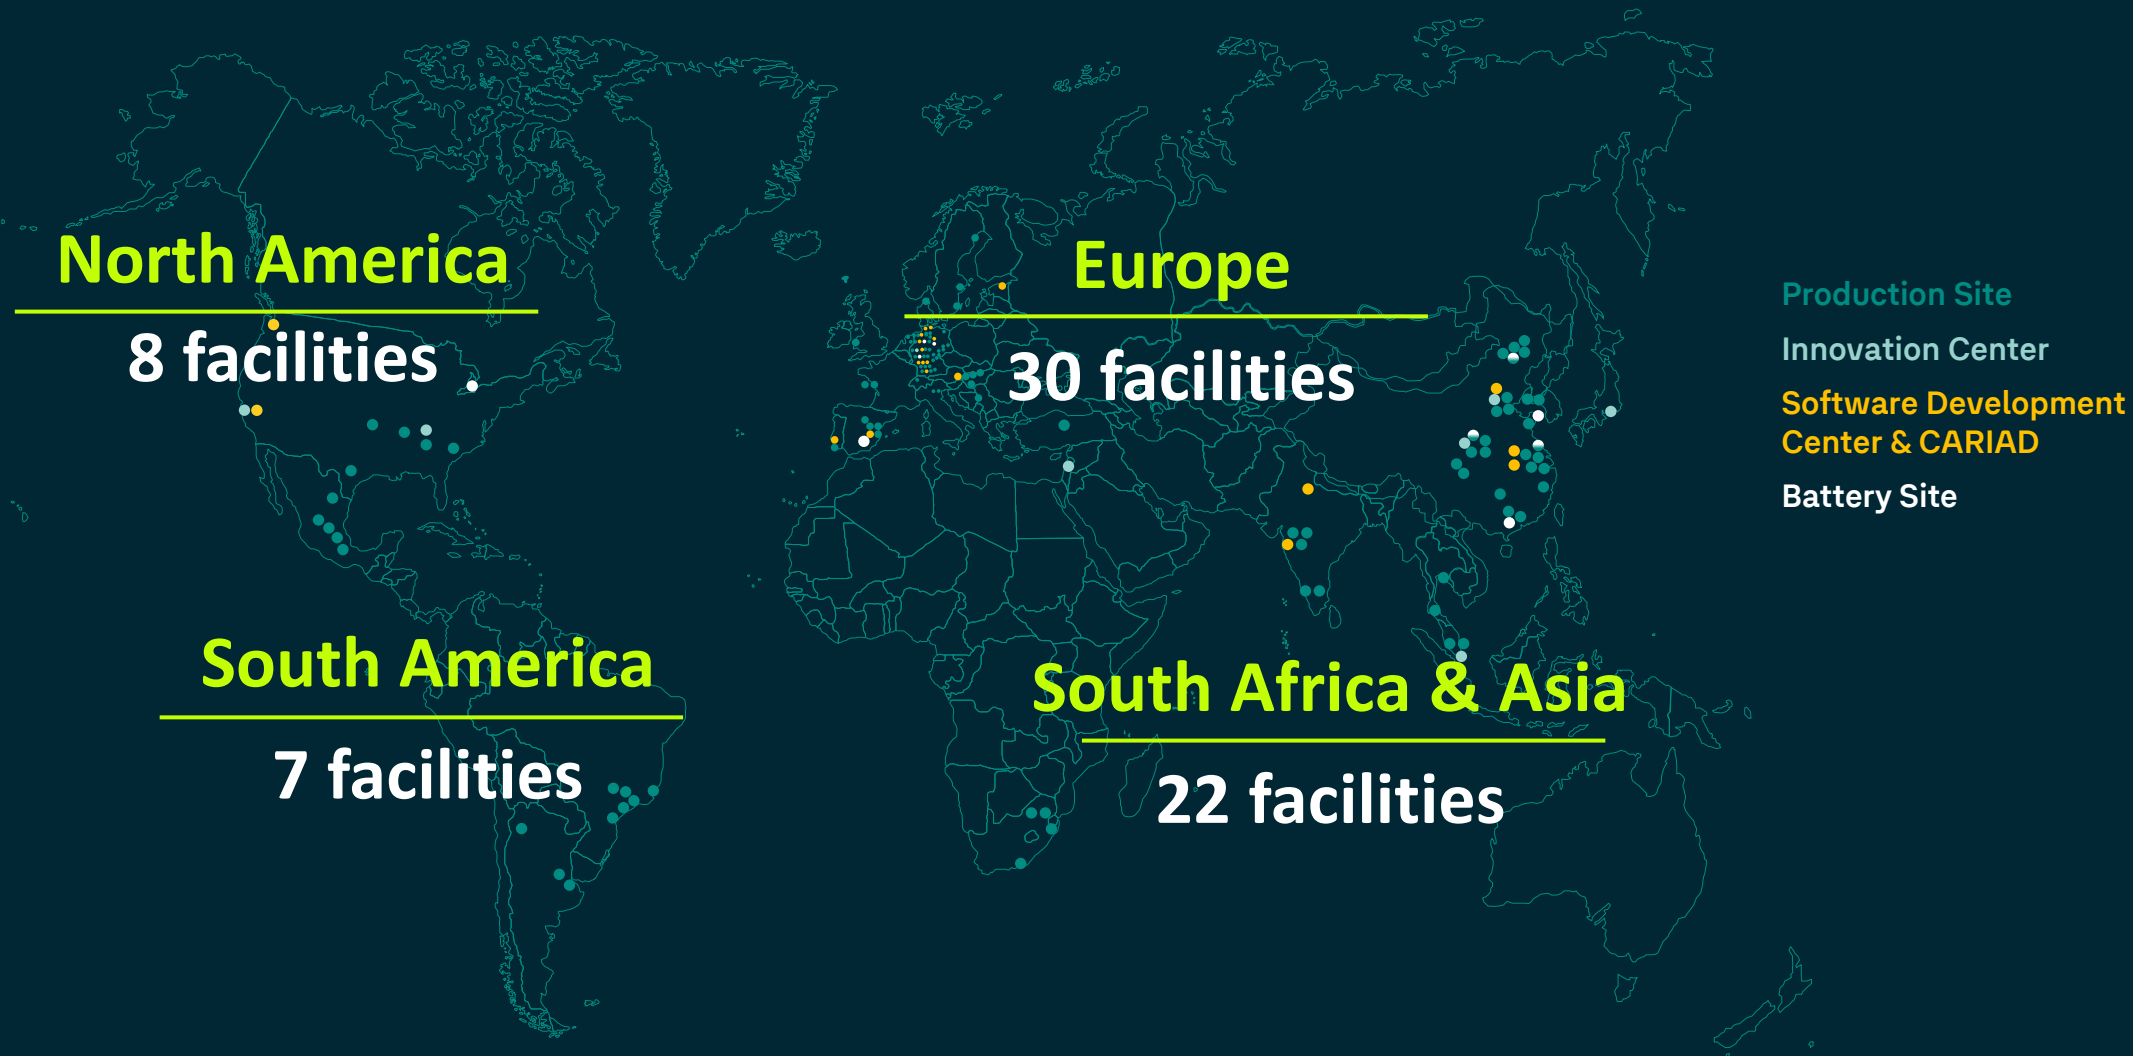 North America
8 facilities
Europe
30 facilities
South America
7 facilities
South Africa & Asia
22 facilities
Production Site
Innovation Center
Software Development
Center & CARIAD
Battery Site